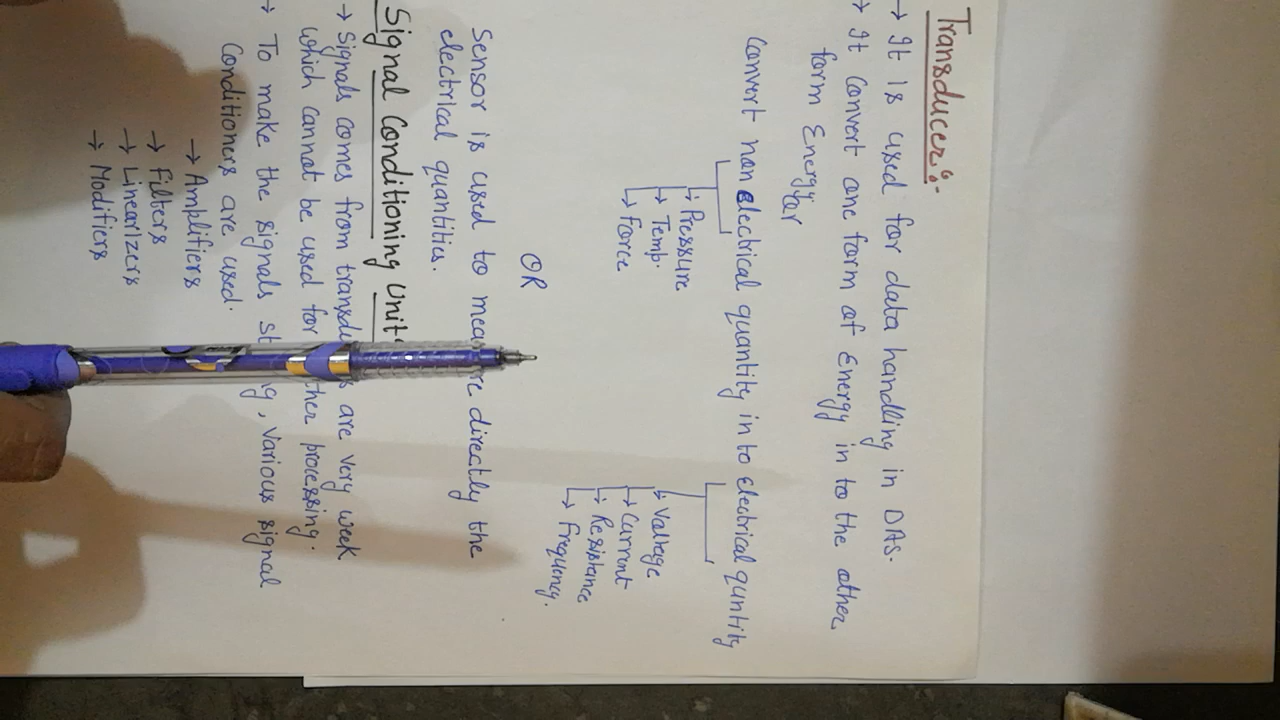 Transducer:-
→ It is used for data handling in DAS.
→ It convert one form of Energy in to the other
form Energy or
convert non electrical quantity in to Electrical quntity
→ Pressure
→ Temp.
→ Force
→ Voltage
→ Current
→ Resistance
→ Frequency.
OR
Sensor is used to directly the
electrical quantities.
Signal Conditioning Unit
→ Signals comes from are very week
which cannot be used for processing.
→ To make the signals , various signal
Conditioners are used.
→ Amplifiers
→ Filters
→ Linearizers
→ Modifiers